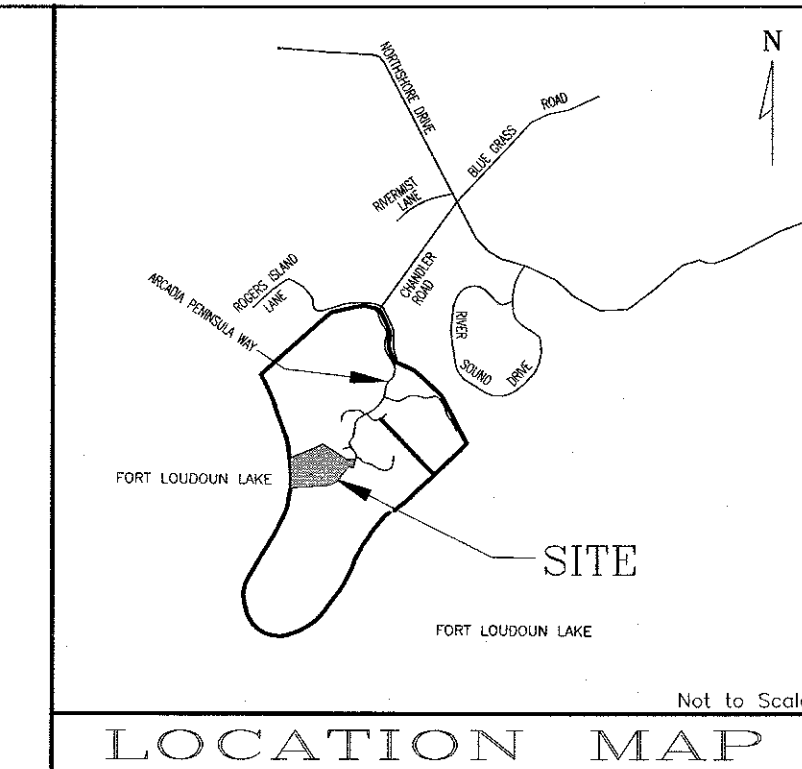 N
NORTHSHORE DRIVE
BLUE GRASS ROAD
RIVERMIST
LANE
CHANDLER
ROAD
ROGERS ISLAND
LANE
ARCADIA PENINSULA WAY
RIVER SOUND DRIVE
FORT LOUDOUN LAKE
SITE
FORT LOUDOUN LAKE
Not to Scale
LOCATION MAP